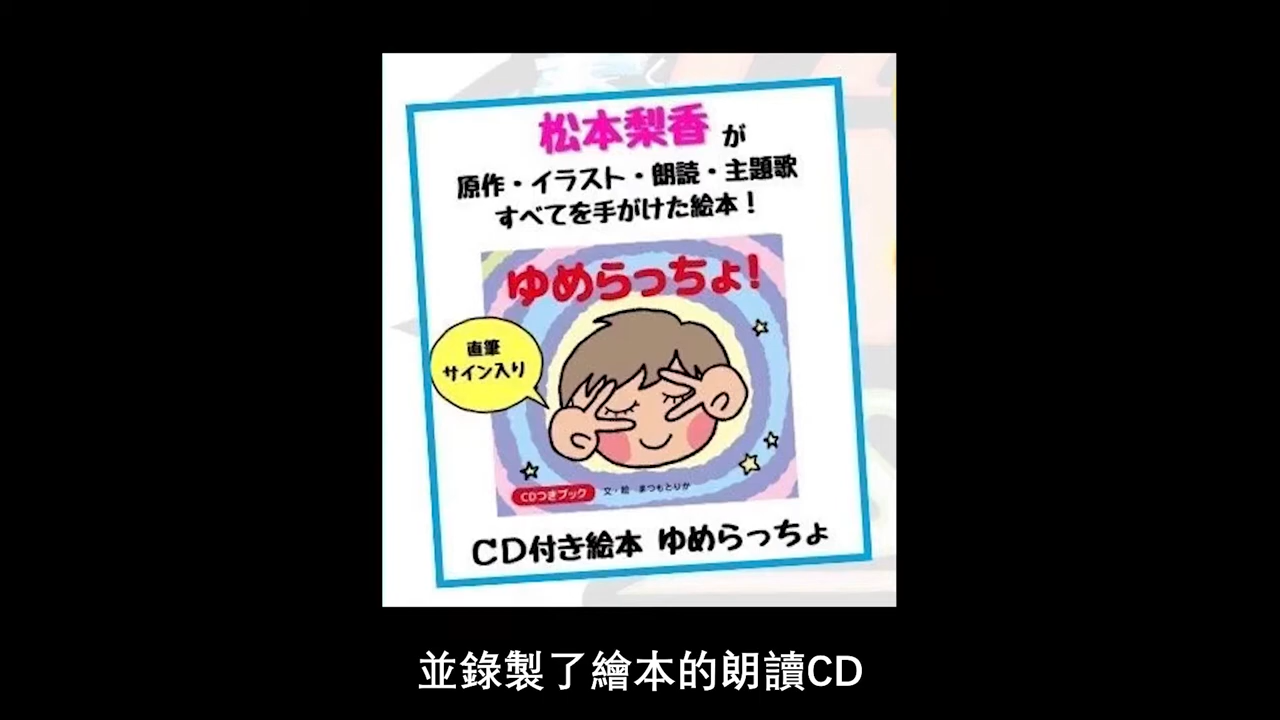 松本梨香が
原作・イラスト・朗読・主題歌
すべてを手がけた絵本！
ゆめらっちょ!
直筆
サイン入り
CDつきブック 文・絵 まつもとりか
CD付き絵本 ゆめらっちょ
並錄製了繪本的朗讀CD